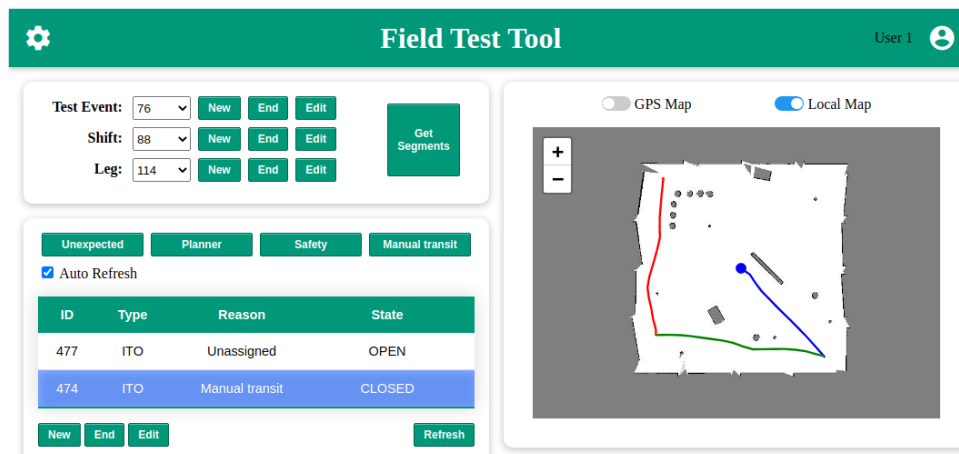 Field Test Tool
User 1
Test Event: 76 New End Edit
Shift: 88 New End Edit
Leg: 114 New End Edit
Get
Segments
Unexpected Planner Safety Manual transit
Auto Refresh
ID Type Reason State
477 ITO Unassigned OPEN
474 ITO Manual transit CLOSED
New End Edit Refresh
GPS Map Local Map
+
−